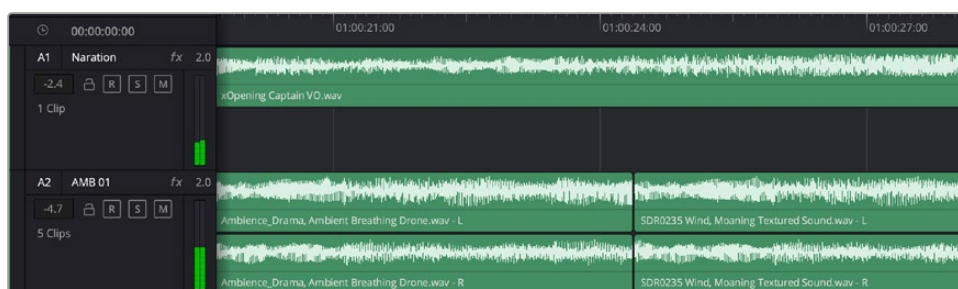 00:00:00:00 01:00:21:00 01:00:24:00 01:00:27:00
A1 Naration fx 2.0
-2.4 R S M
xOpening Captain VO.wav
1 Clip
A2 AMB 01 fx 2.0
-4.7 R S M
Ambience_Drama, Ambient Breathing Drone.wav - L SDR0235 Wind, Moaning Textured Sound.wav - L
5 Clips
Ambience_Drama, Ambient Breathing Drone.wav - R SDR0235 Wind, Moaning Textured Sound.wav - R